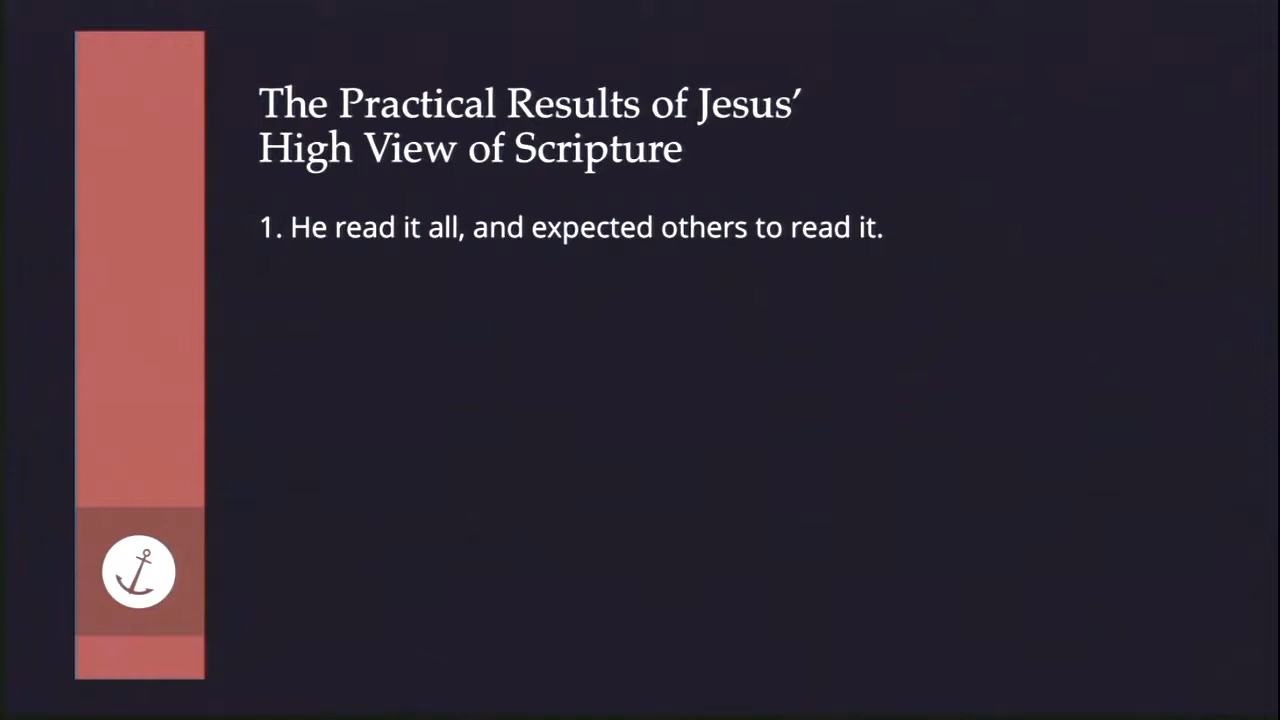 The Practical Results of Jesus’
High View of Scripture
1. He read it all, and expected others to read it.